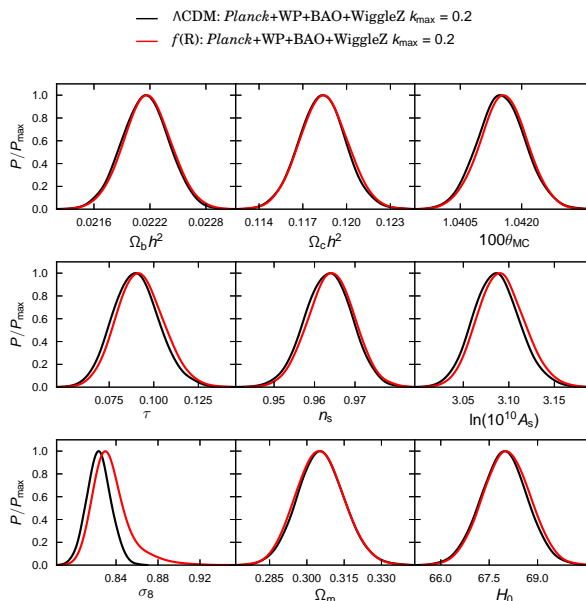 ΛCDM: Planck+WP+BAO+WiggleZ kmax = 0.2
f(R): Planck+WP+BAO+WiggleZ kmax = 0.2
P/Pmax
1.0
0.8
0.6
0.4
0.2
0.0
0.0216 0.0222 0.0228
0.114 0.117 0.120 0.123
1.0405 1.0420
Ωbh²
Ωch²
100θMC
P/Pmax
1.0
0.8
0.6
0.4
0.2
0.0
0.075 0.100 0.125
0.95 0.96 0.97
3.05 3.10 3.15
τ
ns
ln(10¹⁰As)
P/Pmax
1.0
0.8
0.6
0.4
0.2
0.0
0.84 0.88 0.92
0.285 0.300 0.315 0.330
66.0 67.5 69.0
σ8
Ωm
H0